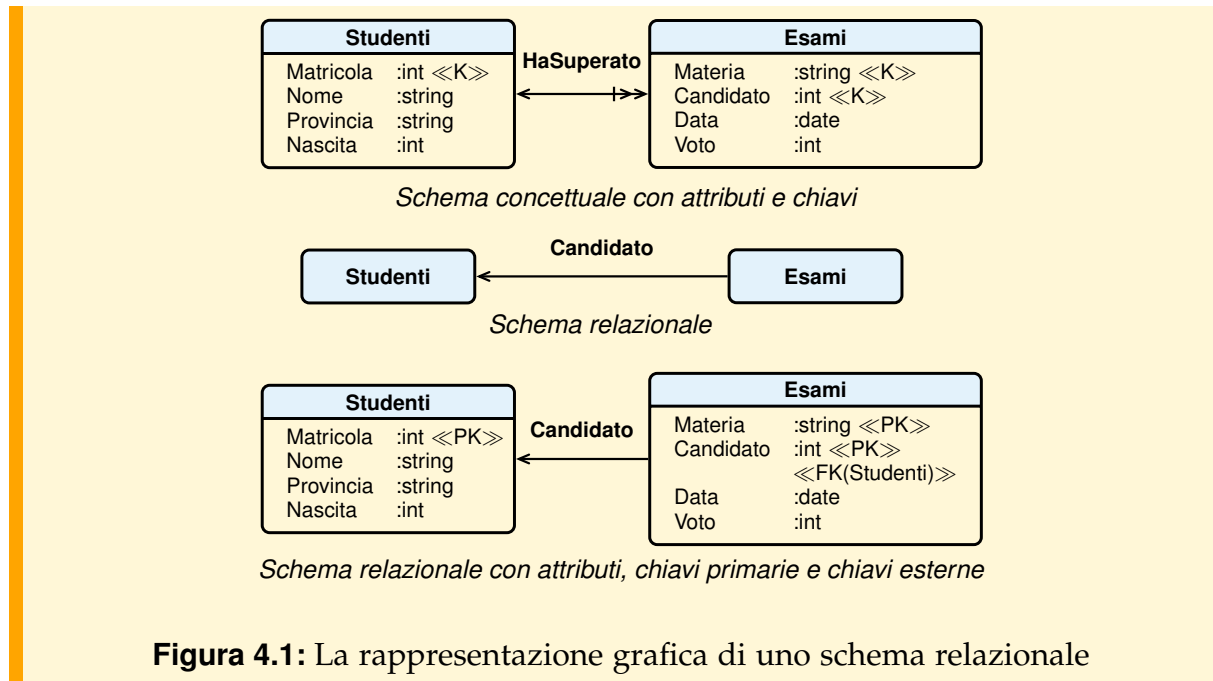 Studenti
Matricola :int ≪K≫
Nome :string
Provincia :string
Nascita :int
HaSuperato
Esami
Materia :string ≪K≫
Candidato :int ≪K≫
Data :date
Voto :int
Schema concettuale con attributi e chiavi
Studenti
Candidato
Esami
Schema relazionale
Studenti
Matricola :int ≪PK≫
Nome :string
Provincia :string
Nascita :int
Candidato
Esami
Materia :string ≪PK≫
Candidato :int ≪PK≫
≪FK(Studenti)≫
Data :date
Voto :int
Schema relazionale con attributi, chiavi primarie e chiavi esterne
Figura 4.1: La rappresentazione grafica di uno schema relazionale